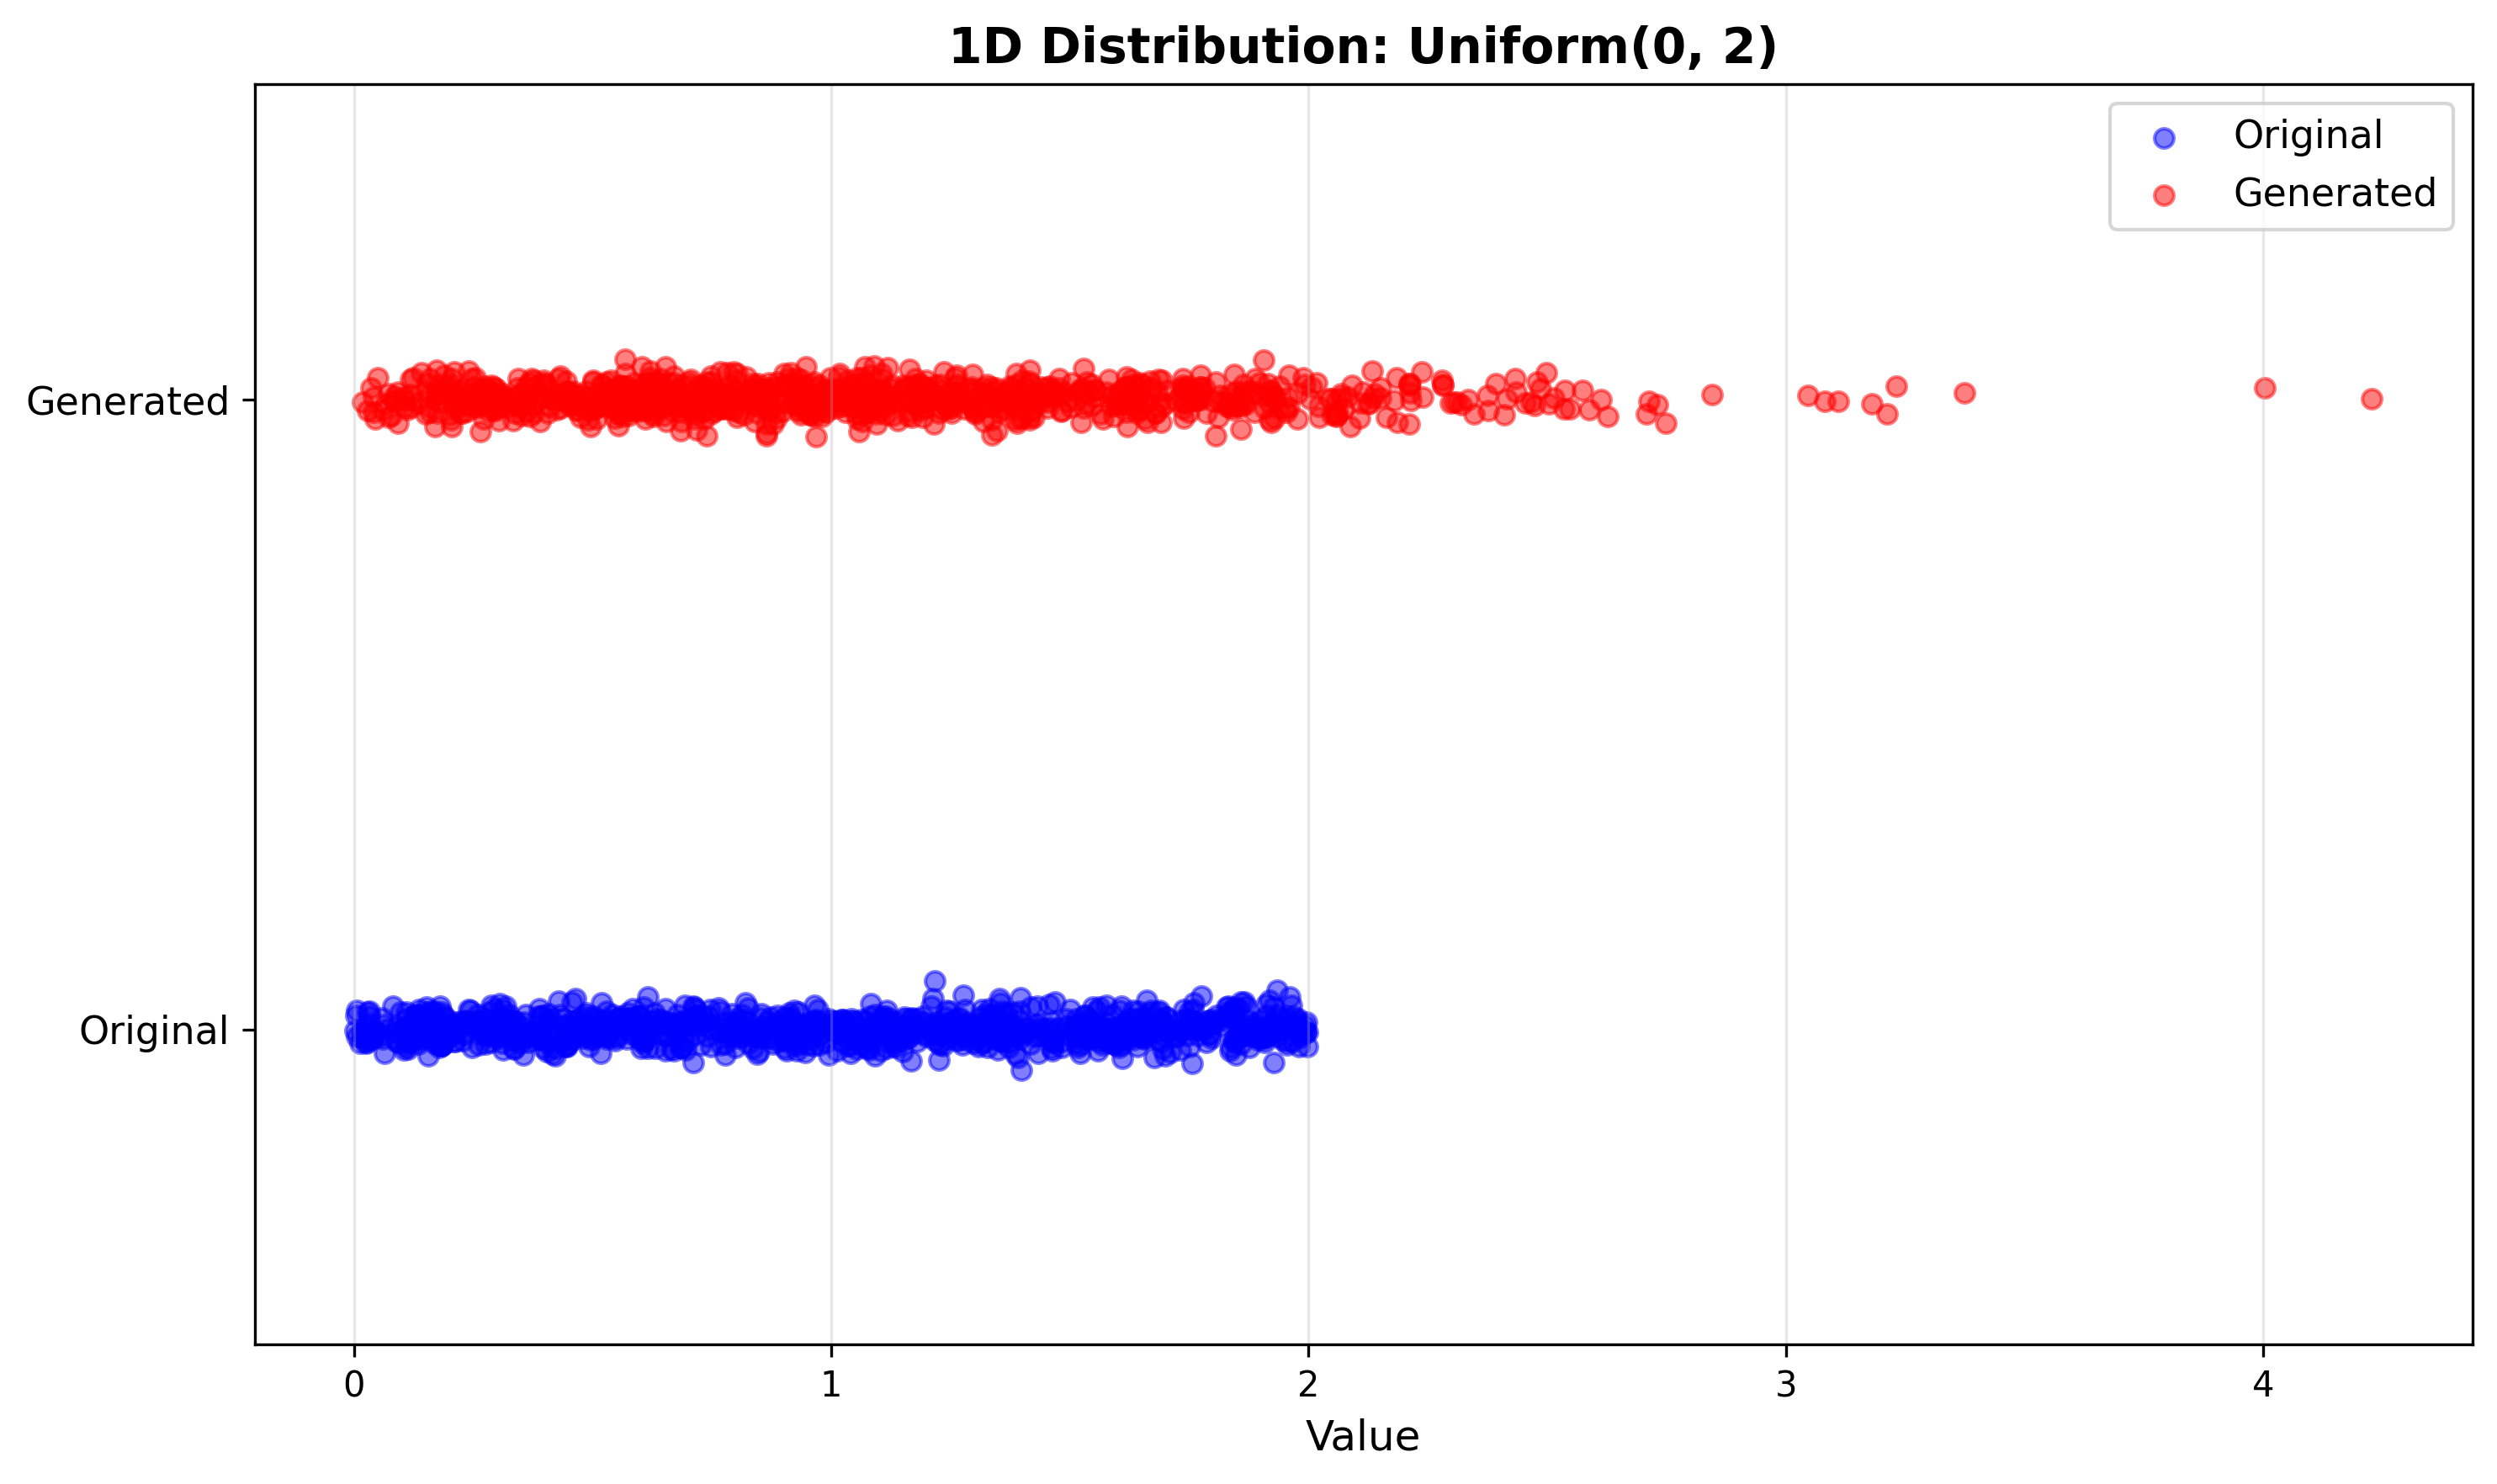 1D Distribution: Uniform(0, 2)
Original
Generated
Generated
Original
0 1 2 3 4
Value